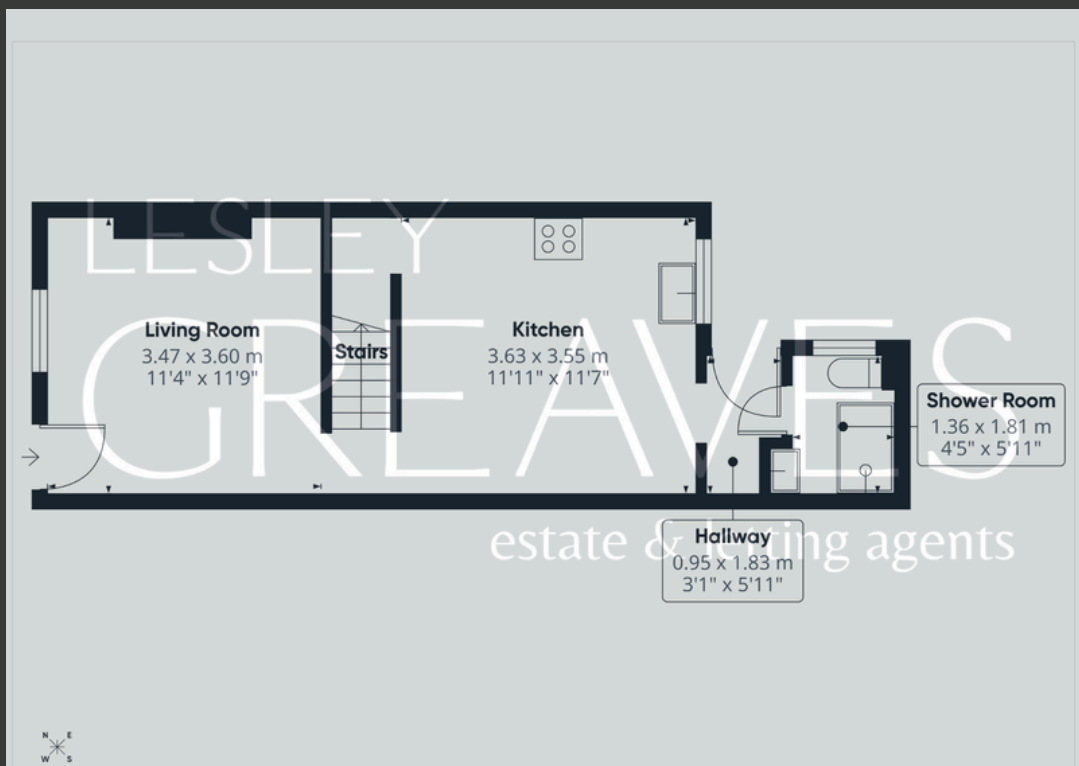 LESLEY
GREAVES
estate & letting agents
Living Room
3.47 x 3.60 m
11'4" x 11'9"
Stairs
Kitchen
3.63 x 3.55 m
11'11" x 11'7"
Shower Room
1.36 x 1.81 m
4'5" x 5'11"
Hallway
0.95 x 1.83 m
3'1" x 5'11"
N E
W S